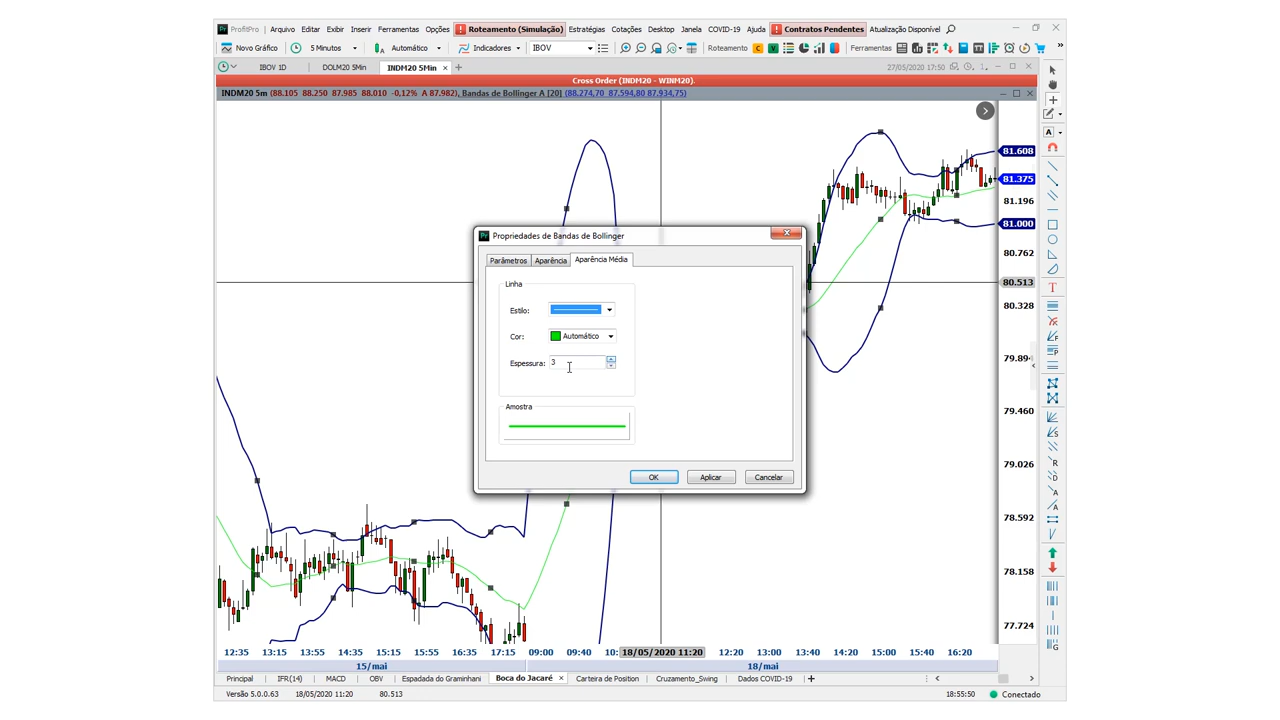 ProfitPro Arquivo Editar Exibir Inserir Ferramentas Opções Roteamento (Simulação) Estratégias Cotações Desktop Janela COVID-19 Ajuda Contratos Pendentes Atualização Disponível
Novo Gráfico 5 Minutos Automático Indicadores IBOV Roteamento Ferramentas
IBOV 1D DOLM20 5Min INDM20 5Min 27/05/2020 17:50
Cross Order (INDM20 - WINM20).
INDM20 5m (88.105 88.250 87.985 88.010 -0,12% A 87.982), Bandas de Bollinger A [20] (88.274,70 87.594,80 87.934,75)
81.608
81.375
81.196
81.000
80.762
80.513
80.328
79.894
79.460
79.026
78.592
78.158
77.724
Propriedades de Bandas de Bollinger
Parâmetros Aparência Aparência Média
Linha
Estilo:
Cor: Automático
Espessura: 3
Amostra
OK Aplicar Cancelar
12:35 13:15 13:55 14:35 15:15 15:55 16:35 17:15 09:00 09:40 10: 18/05/2020 11:20 12:20 13:00 13:40 14:20 15:00 15:40 16:20
15/mai 18/mai
Principal IFR(14) MACD OBV Espadada do Graminhani Boca do Jacaré Carteira de Position Cruzamento_Swing Dados COVID-19
Versão 5.0.0.63 18/05/2020 11:20 80.513 18:55:50 Conectado